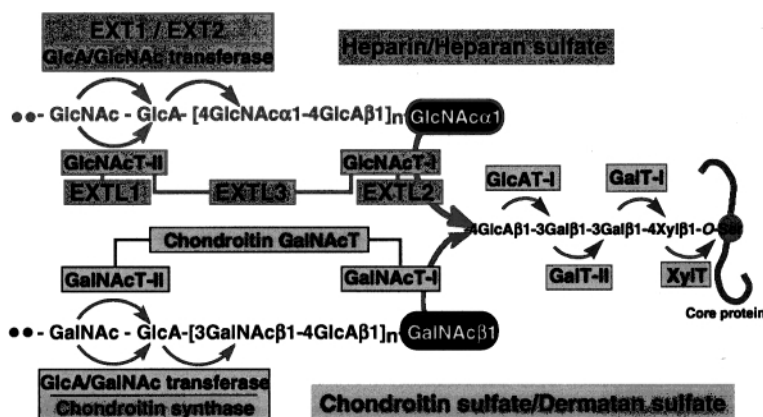 EXT1 / EXT2
GlcA/GlcNAc transferase
Heparin/Heparan sulfate
- GlcNAc - GlcA- [4GlcNAcα1-4GlcAβ1]n
GlcNAcα1
GlcNAcT-II
GlcNAcT-I
EXTL1
EXTL3
EXTL2
GlcAT-I
GalT-I
-4GlcAβ1-3Galβ1-3Galβ1-4Xylβ1-O-Ser
Chondroitin GalNAcT
GalNAcT-II
GalNAcT-I
GalT-II
XylT
Core protein
- GalNAc - GlcA-[3GalNAcβ1-4GlcAβ1]n-
GalNAcβ1
GlcA/GalNAc transferase
Chondroitin synthase
Chondroitin sulfate/Dermatan sulfate